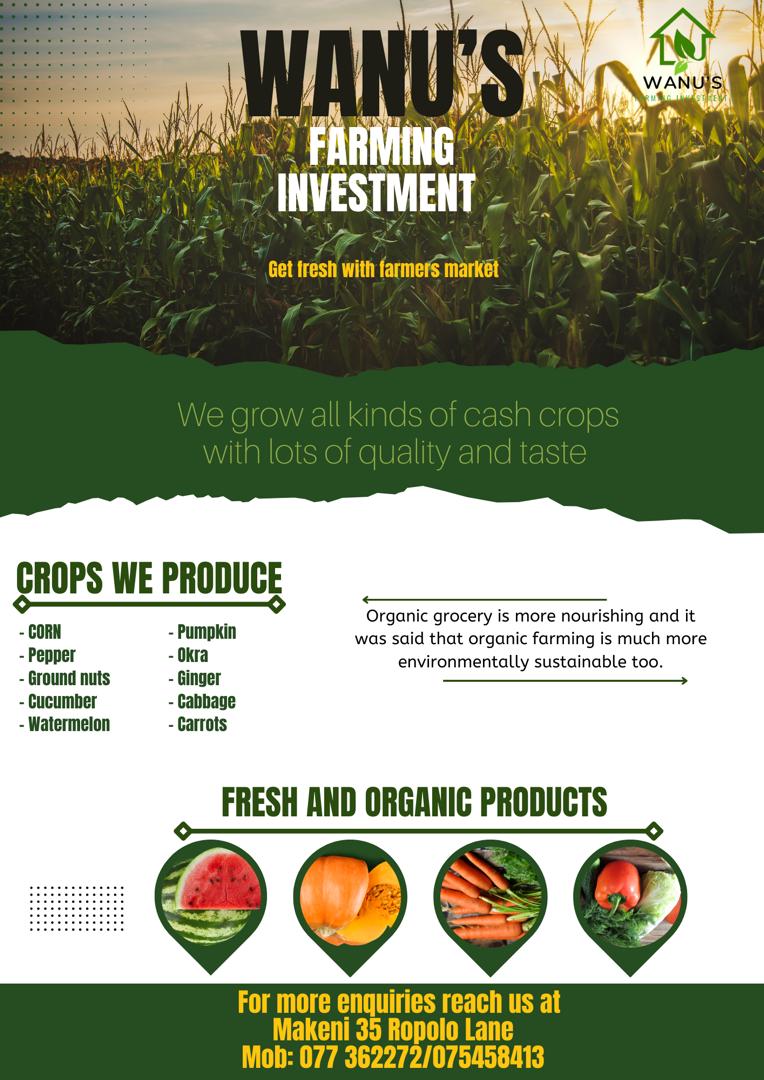 WANU'S
FARMING
INVESTMENT
WANU'S
FARMING INVESTMENT
Get fresh with farmers market
We grow all kinds of cash crops
with lots of quality and taste
CROPS WE PRODUCE
- CORN
- Pepper
- Ground nuts
- Cucumber
- Watermelon
- Pumpkin
- Okra
- Ginger
- Cabbage
- Carrots
Organic grocery is more nourishing and it
was said that organic farming is much more
environmentally sustainable too.
FRESH AND ORGANIC PRODUCTS
For more enquiries reach us at
Makeni 35 Ropolo Lane
Mob: 077 362272/075458413